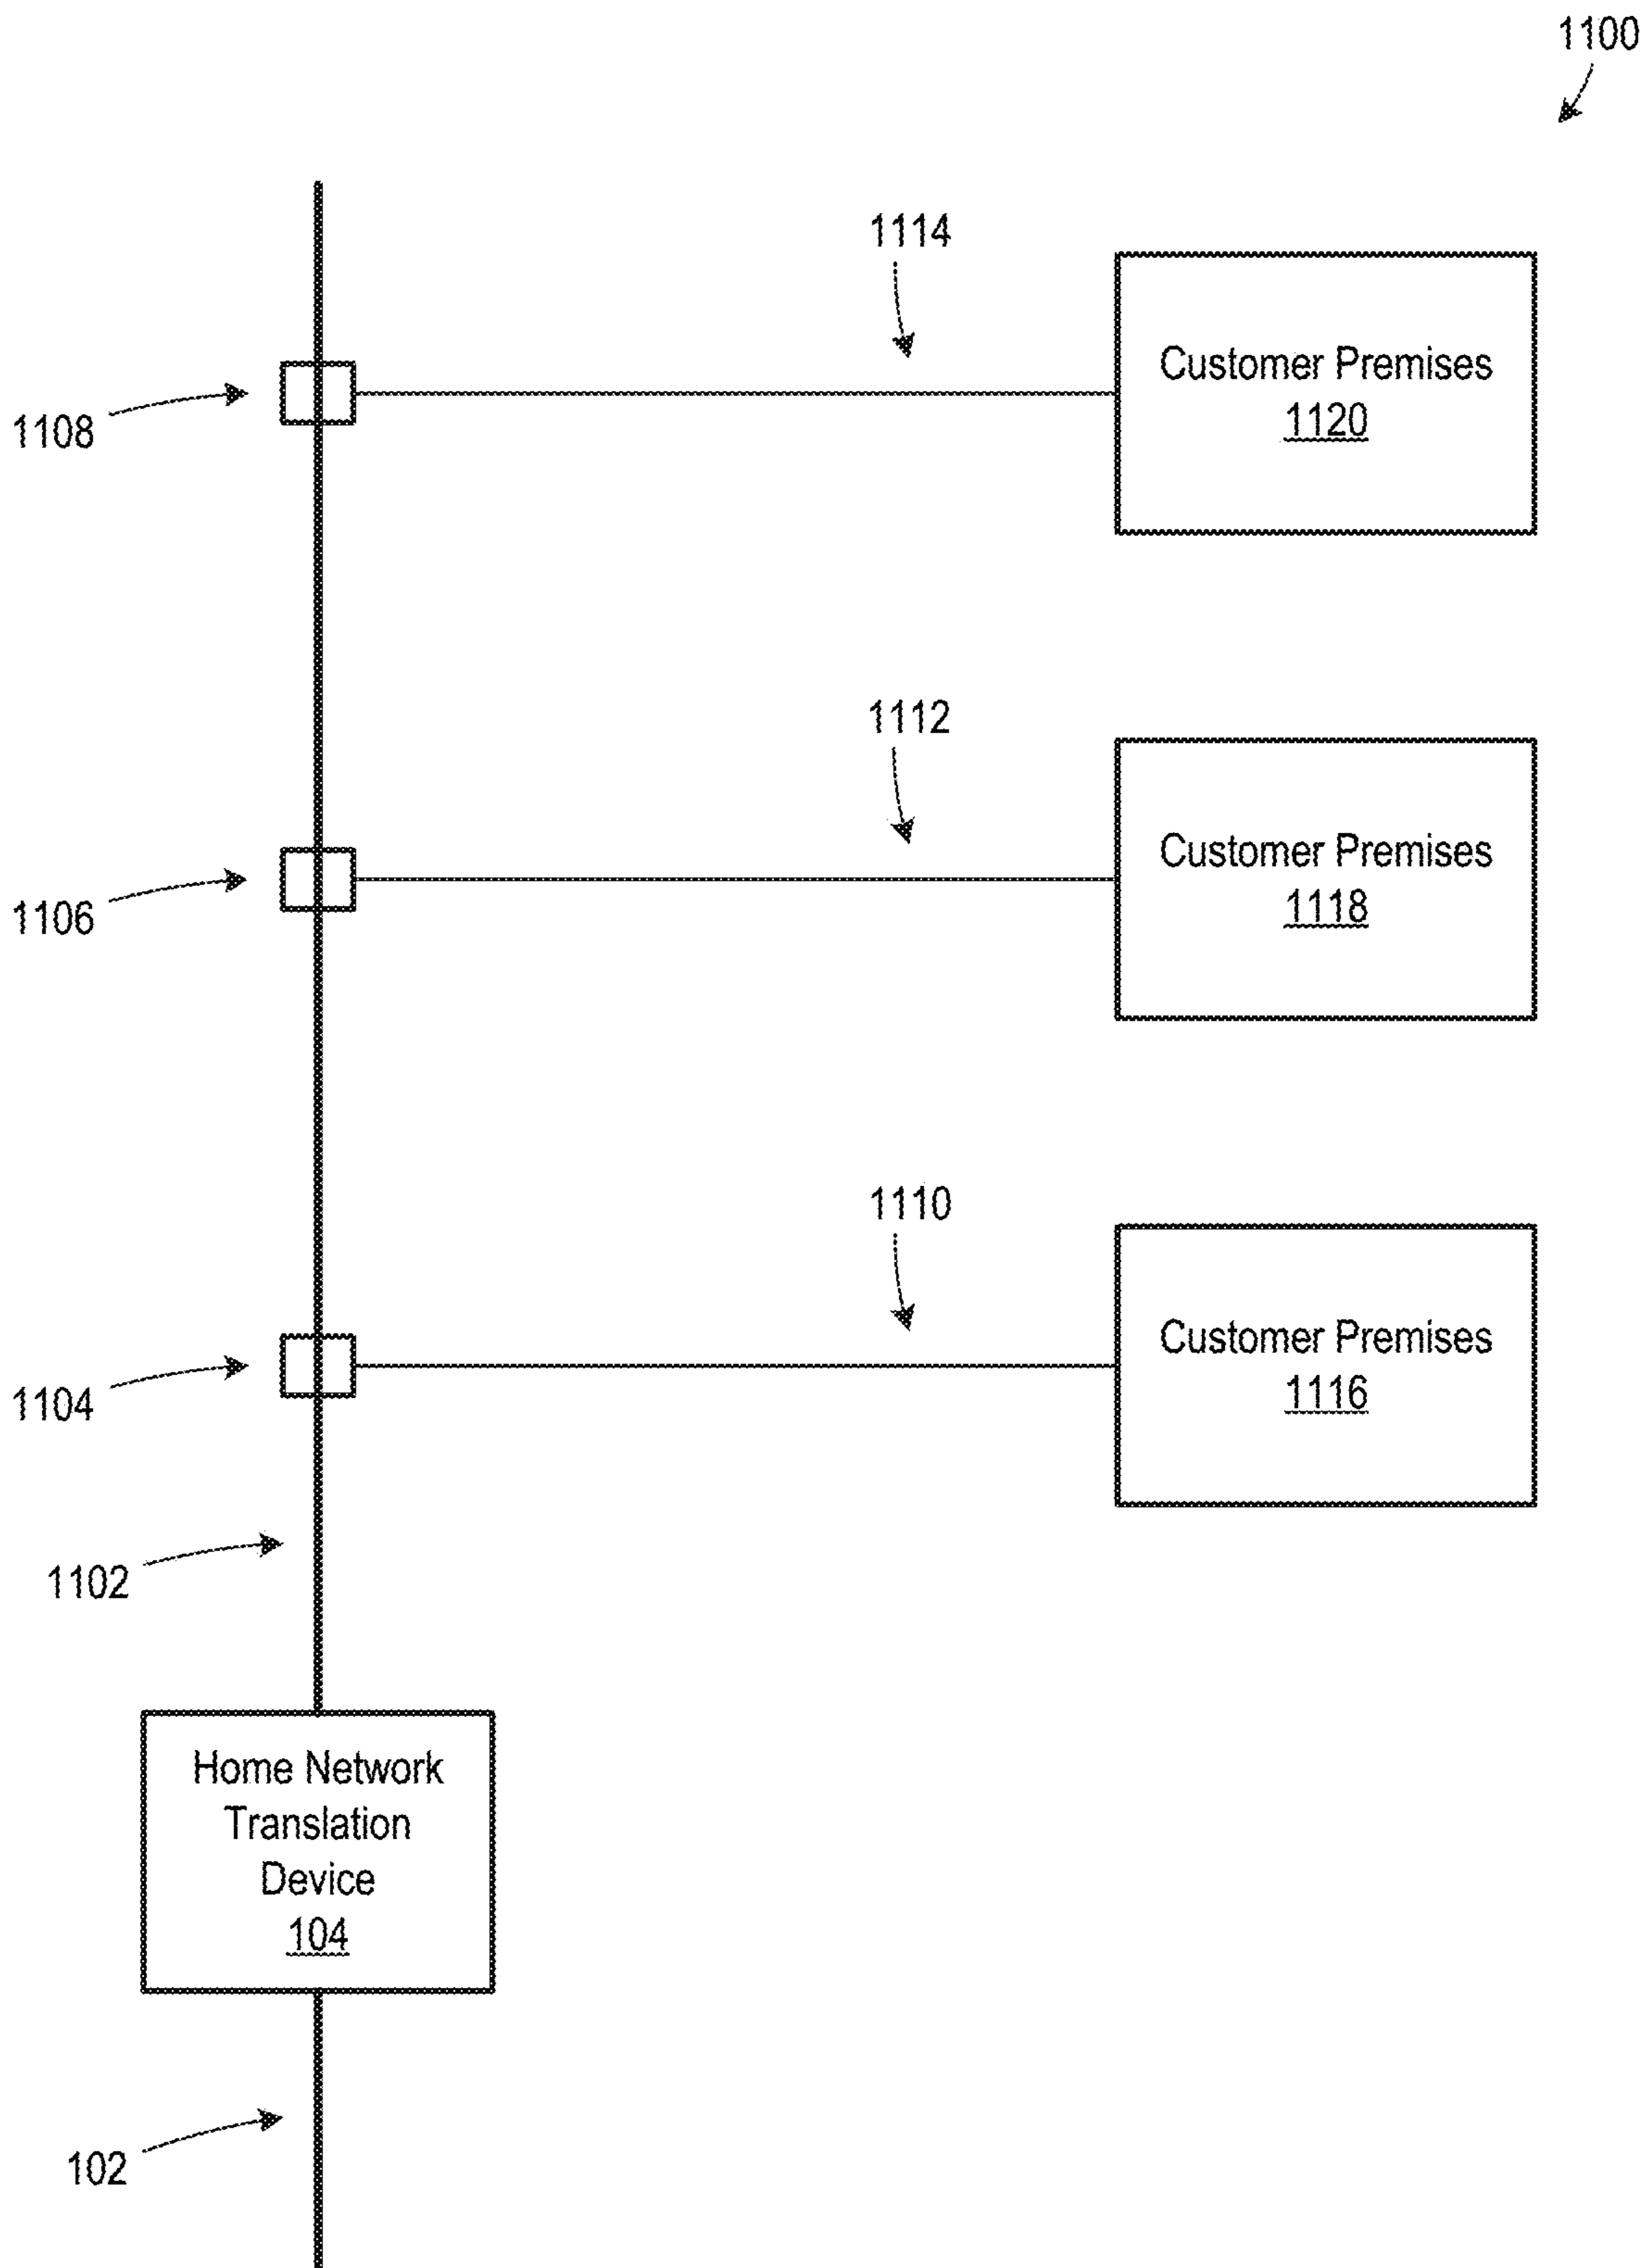 1100
1114
Customer Premises
1120
1108
1112
Customer Premises
1118
1106
1110
Customer Premises
1116
1104
1102
Home Network
Translation
Device
104
102